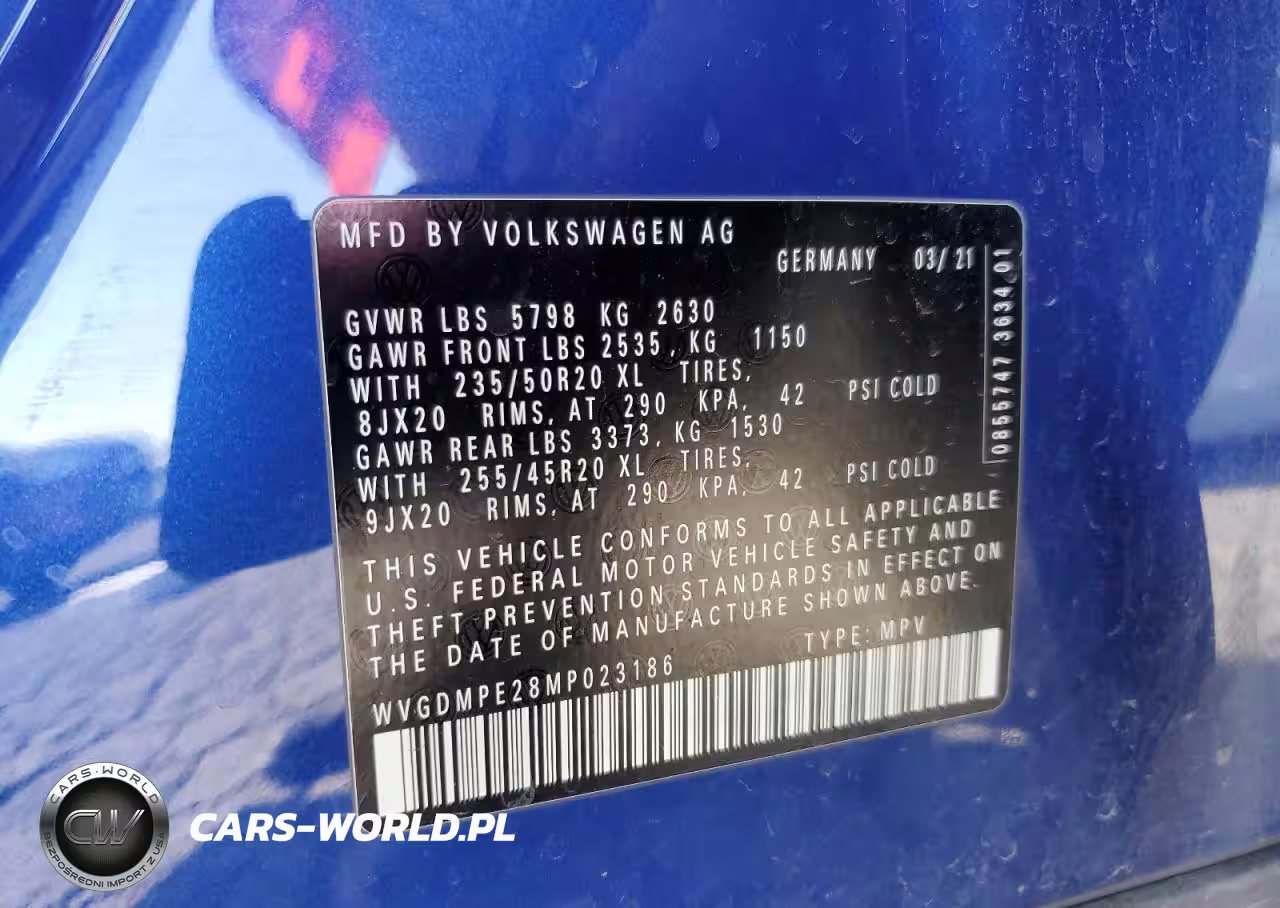 MFD BY VOLKSWAGEN AG
GERMANY 03/21
0855747 3634 01
GVWR LBS 5798 KG 2630
GAWR FRONT LBS 2535, KG 1150
WITH 235/50R20 XL TIRES,
8JX20 RIMS, AT 290 KPA, 42 PSI COLD
GAWR REAR LBS 3373, KG 1530
WITH 255/45R20 XL TIRES,
9JX20 RIMS, AT 290 KPA, 42 PSI COLD
THIS VEHICLE CONFORMS TO ALL APPLICABLE
U.S. FEDERAL MOTOR VEHICLE SAFETY AND
THEFT PREVENTION STANDARDS IN EFFECT ON
THE DATE OF MANUFACTURE SHOWN ABOVE.
WVGDMPE28MP023186 TYPE: MPV
CARS-WORLD
CW
BEZPOŚREDNI IMPORT Z USA
CARS-WORLD.PL